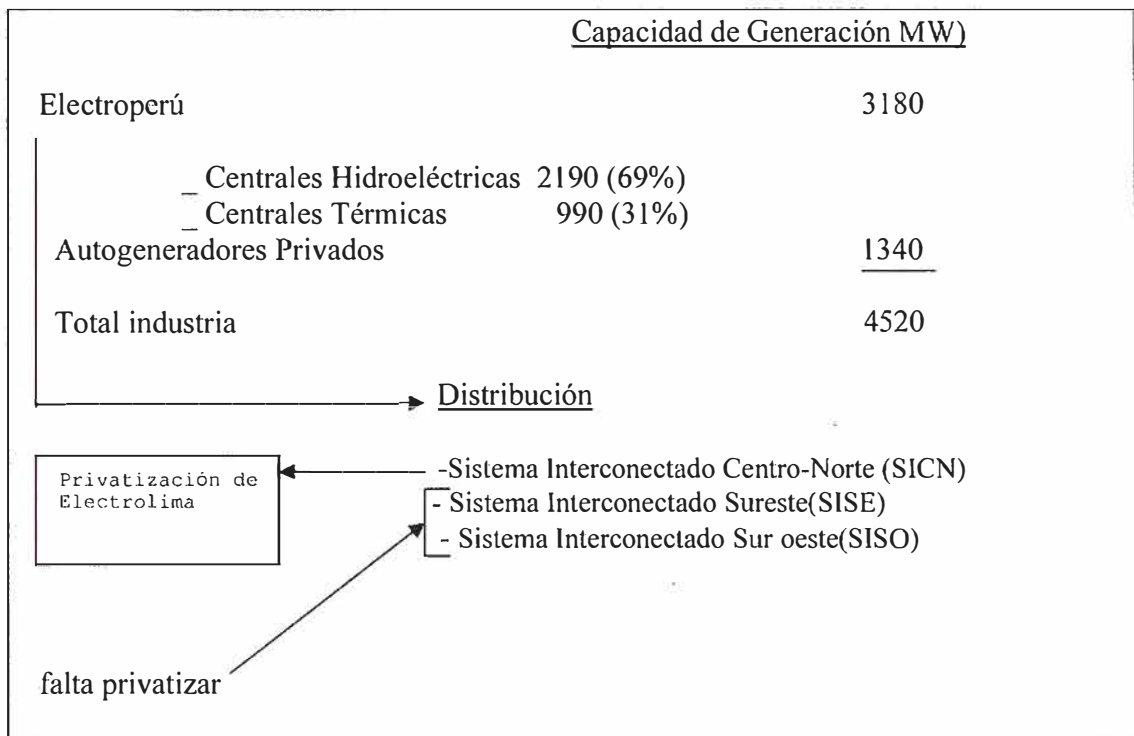 Capacidad de Generación MW)
Electroperú 3180
_ Centrales Hidroeléctricas 2190 (69%)
_ Centrales Térmicas 990 (31%)
Autogeneradores Privados 1340
Total industria 4520
Distribución
Privatización de
Electrolima
-Sistema Interconectado Centro-Norte (SICN)
- Sistema Interconectado Sureste(SISE)
- Sistema Interconectado Sur oeste(SISO)
falta privatizar